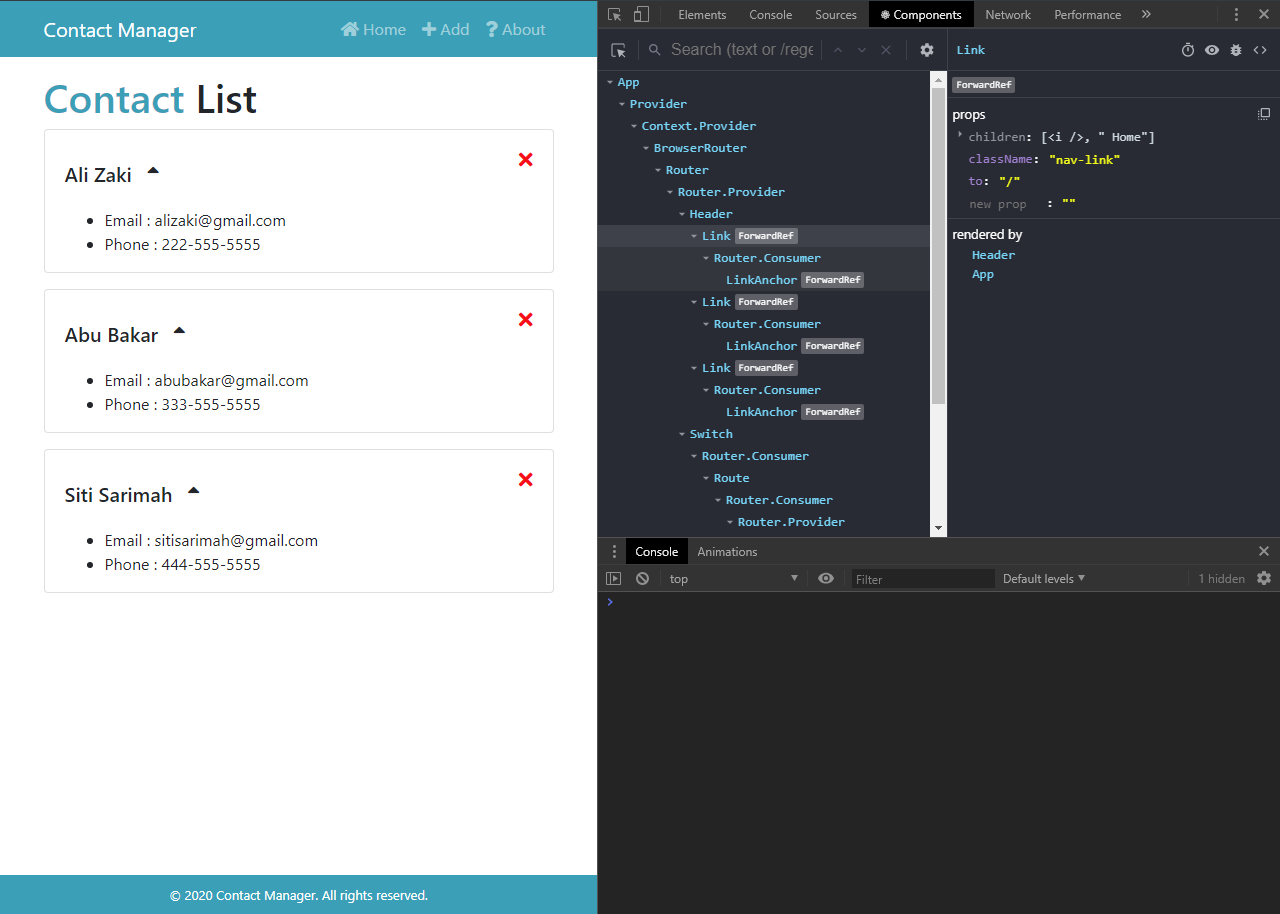 Contact Manager Home Add About
Contact List
Ali Zaki
Email : alizaki@gmail.com
Phone : 222-555-5555
Abu Bakar
Email : abubakar@gmail.com
Phone : 333-555-5555
Siti Sarimah
Email : sitisarimah@gmail.com
Phone : 444-555-5555
© 2020 Contact Manager. All rights reserved.
Elements Console Sources Components Network Performance
Search (text or /rege
App
Provider
Context.Provider
BrowserRouter
Router
Router.Provider
Header
Link ForwardRef
Router.Consumer
LinkAnchor ForwardRef
Link ForwardRef
Router.Consumer
LinkAnchor ForwardRef
Link ForwardRef
Router.Consumer
LinkAnchor ForwardRef
Switch
Router.Consumer
Route
Router.Consumer
Router.Provider
Link
ForwardRef
props
children: [<i />, " Home"]
className: "nav-link"
to: "/"
new prop : ""
rendered by
Header
App
Console Animations
top Filter Default levels 1 hidden